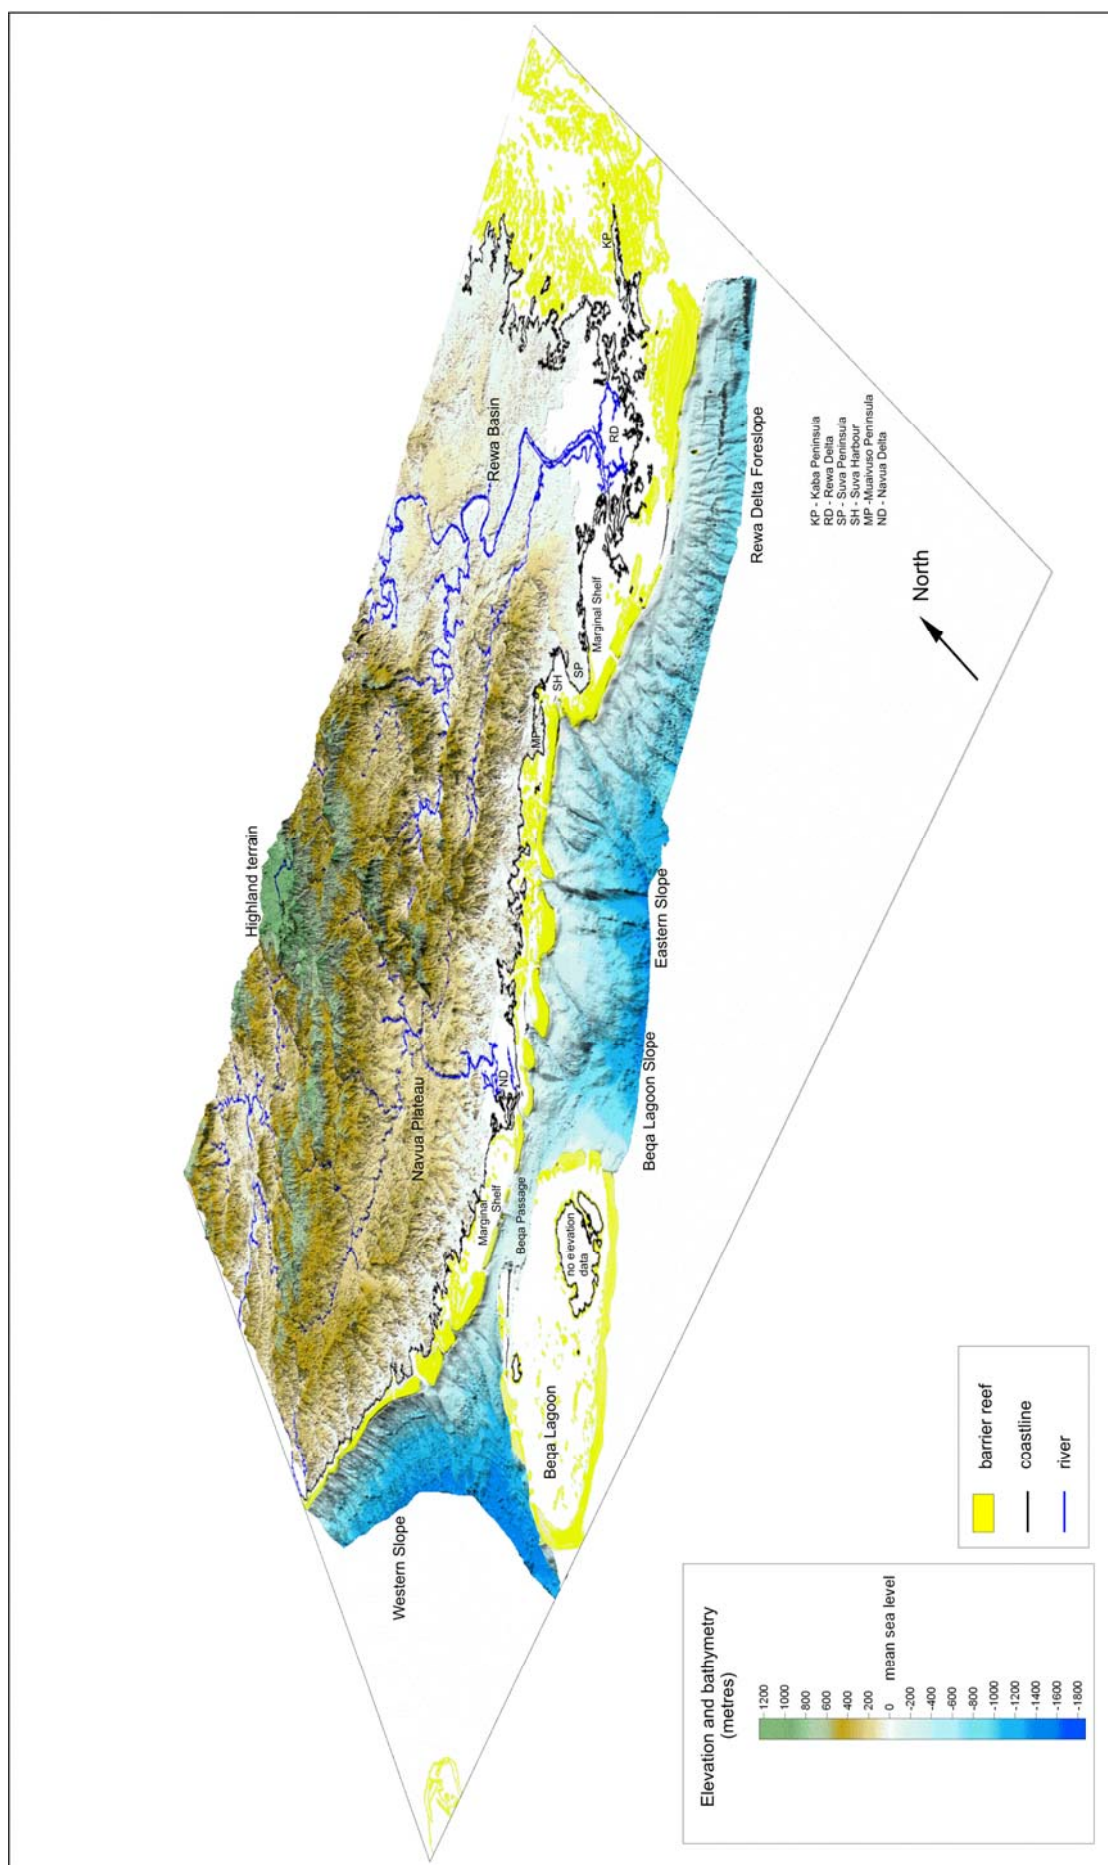 Highland terrain
Rewa Basin
Navua Plateau
KP
RD
SP
SH
MP
ND
Marginal Shelf
Marginal
Shelf
Beqa Passage
no elevation
data
Beqa Lagoon
Western Slope
Beqa Lagoon Slope
Eastern Slope
Rewa Delta Foreslope
KP - Kaba Peninsula
RD - Rewa Delta
SP - Suva Peninsula
SH - Suva Harbour
MP -Muaivuso Peninsula
ND - Navua Delta
North
Elevation and bathymetry
(metres)
1200
1000
800
600
400
200
0 mean sea level
-200
-400
-600
-800
-1000
-1200
-1400
-1600
-1800
barrier reef
coastline
river